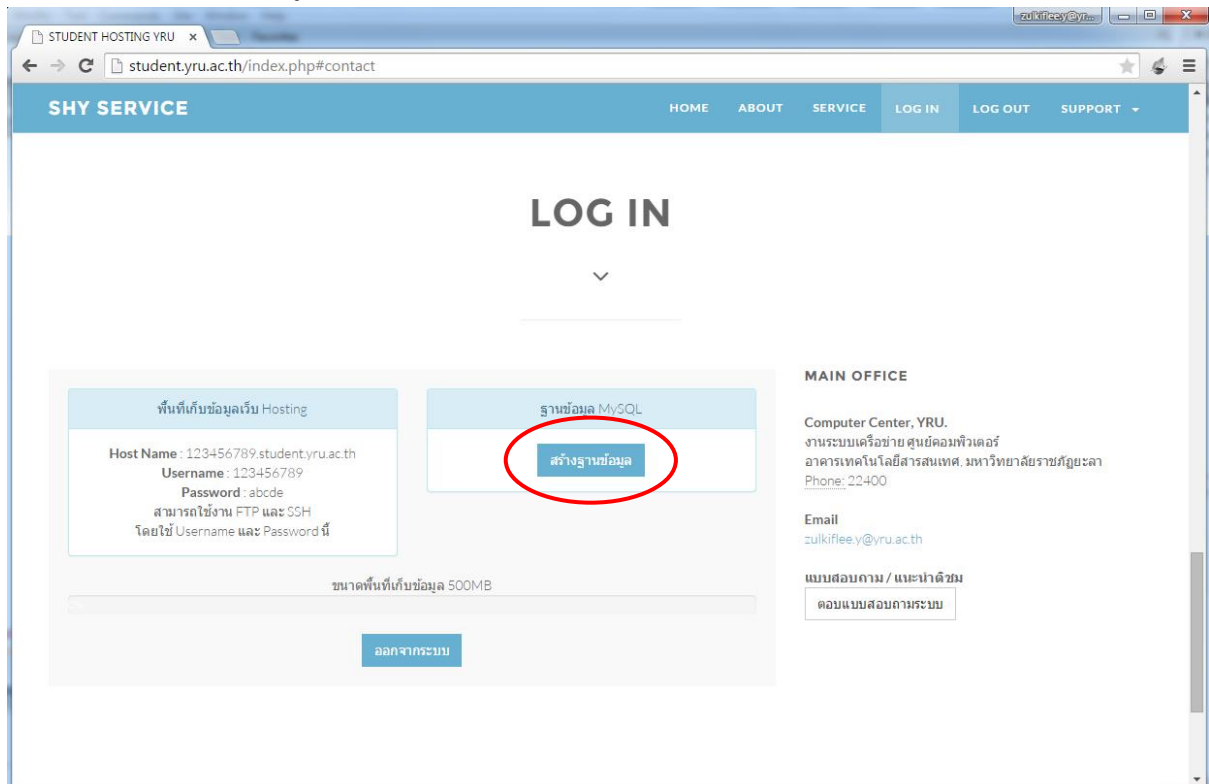 zulkiflee.y@yr...
STUDENT HOSTING YRU
student.yru.ac.th/index.php#contact
SHY SERVICE
HOME ABOUT SERVICE LOG IN LOG OUT SUPPORT
LOG IN
พื้นที่เก็บข้อมูลเว็บ Hosting
Host Name : 123456789.student.yru.ac.th
Username : 123456789
Password : abcde
สามารถใช้งาน FTP และ SSH
โดยใช้ Username และ Password นี้
ฐานข้อมูล MySQL
สร้างฐานข้อมูล
ขนาดพื้นที่เก็บข้อมูล 500MB
ออกจากระบบ
MAIN OFFICE
Computer Center, YRU.
งานระบบเครือข่าย ศูนย์คอมพิวเตอร์
อาคารเทคโนโลยีสารสนเทศ, มหาวิทยาลัยราชภัฏยะลา
Phone: 22400
Email
zulkiflee.y@yru.ac.th
แบบสอบถาม / แนะนำติชม
ตอบแบบสอบถามระบบ